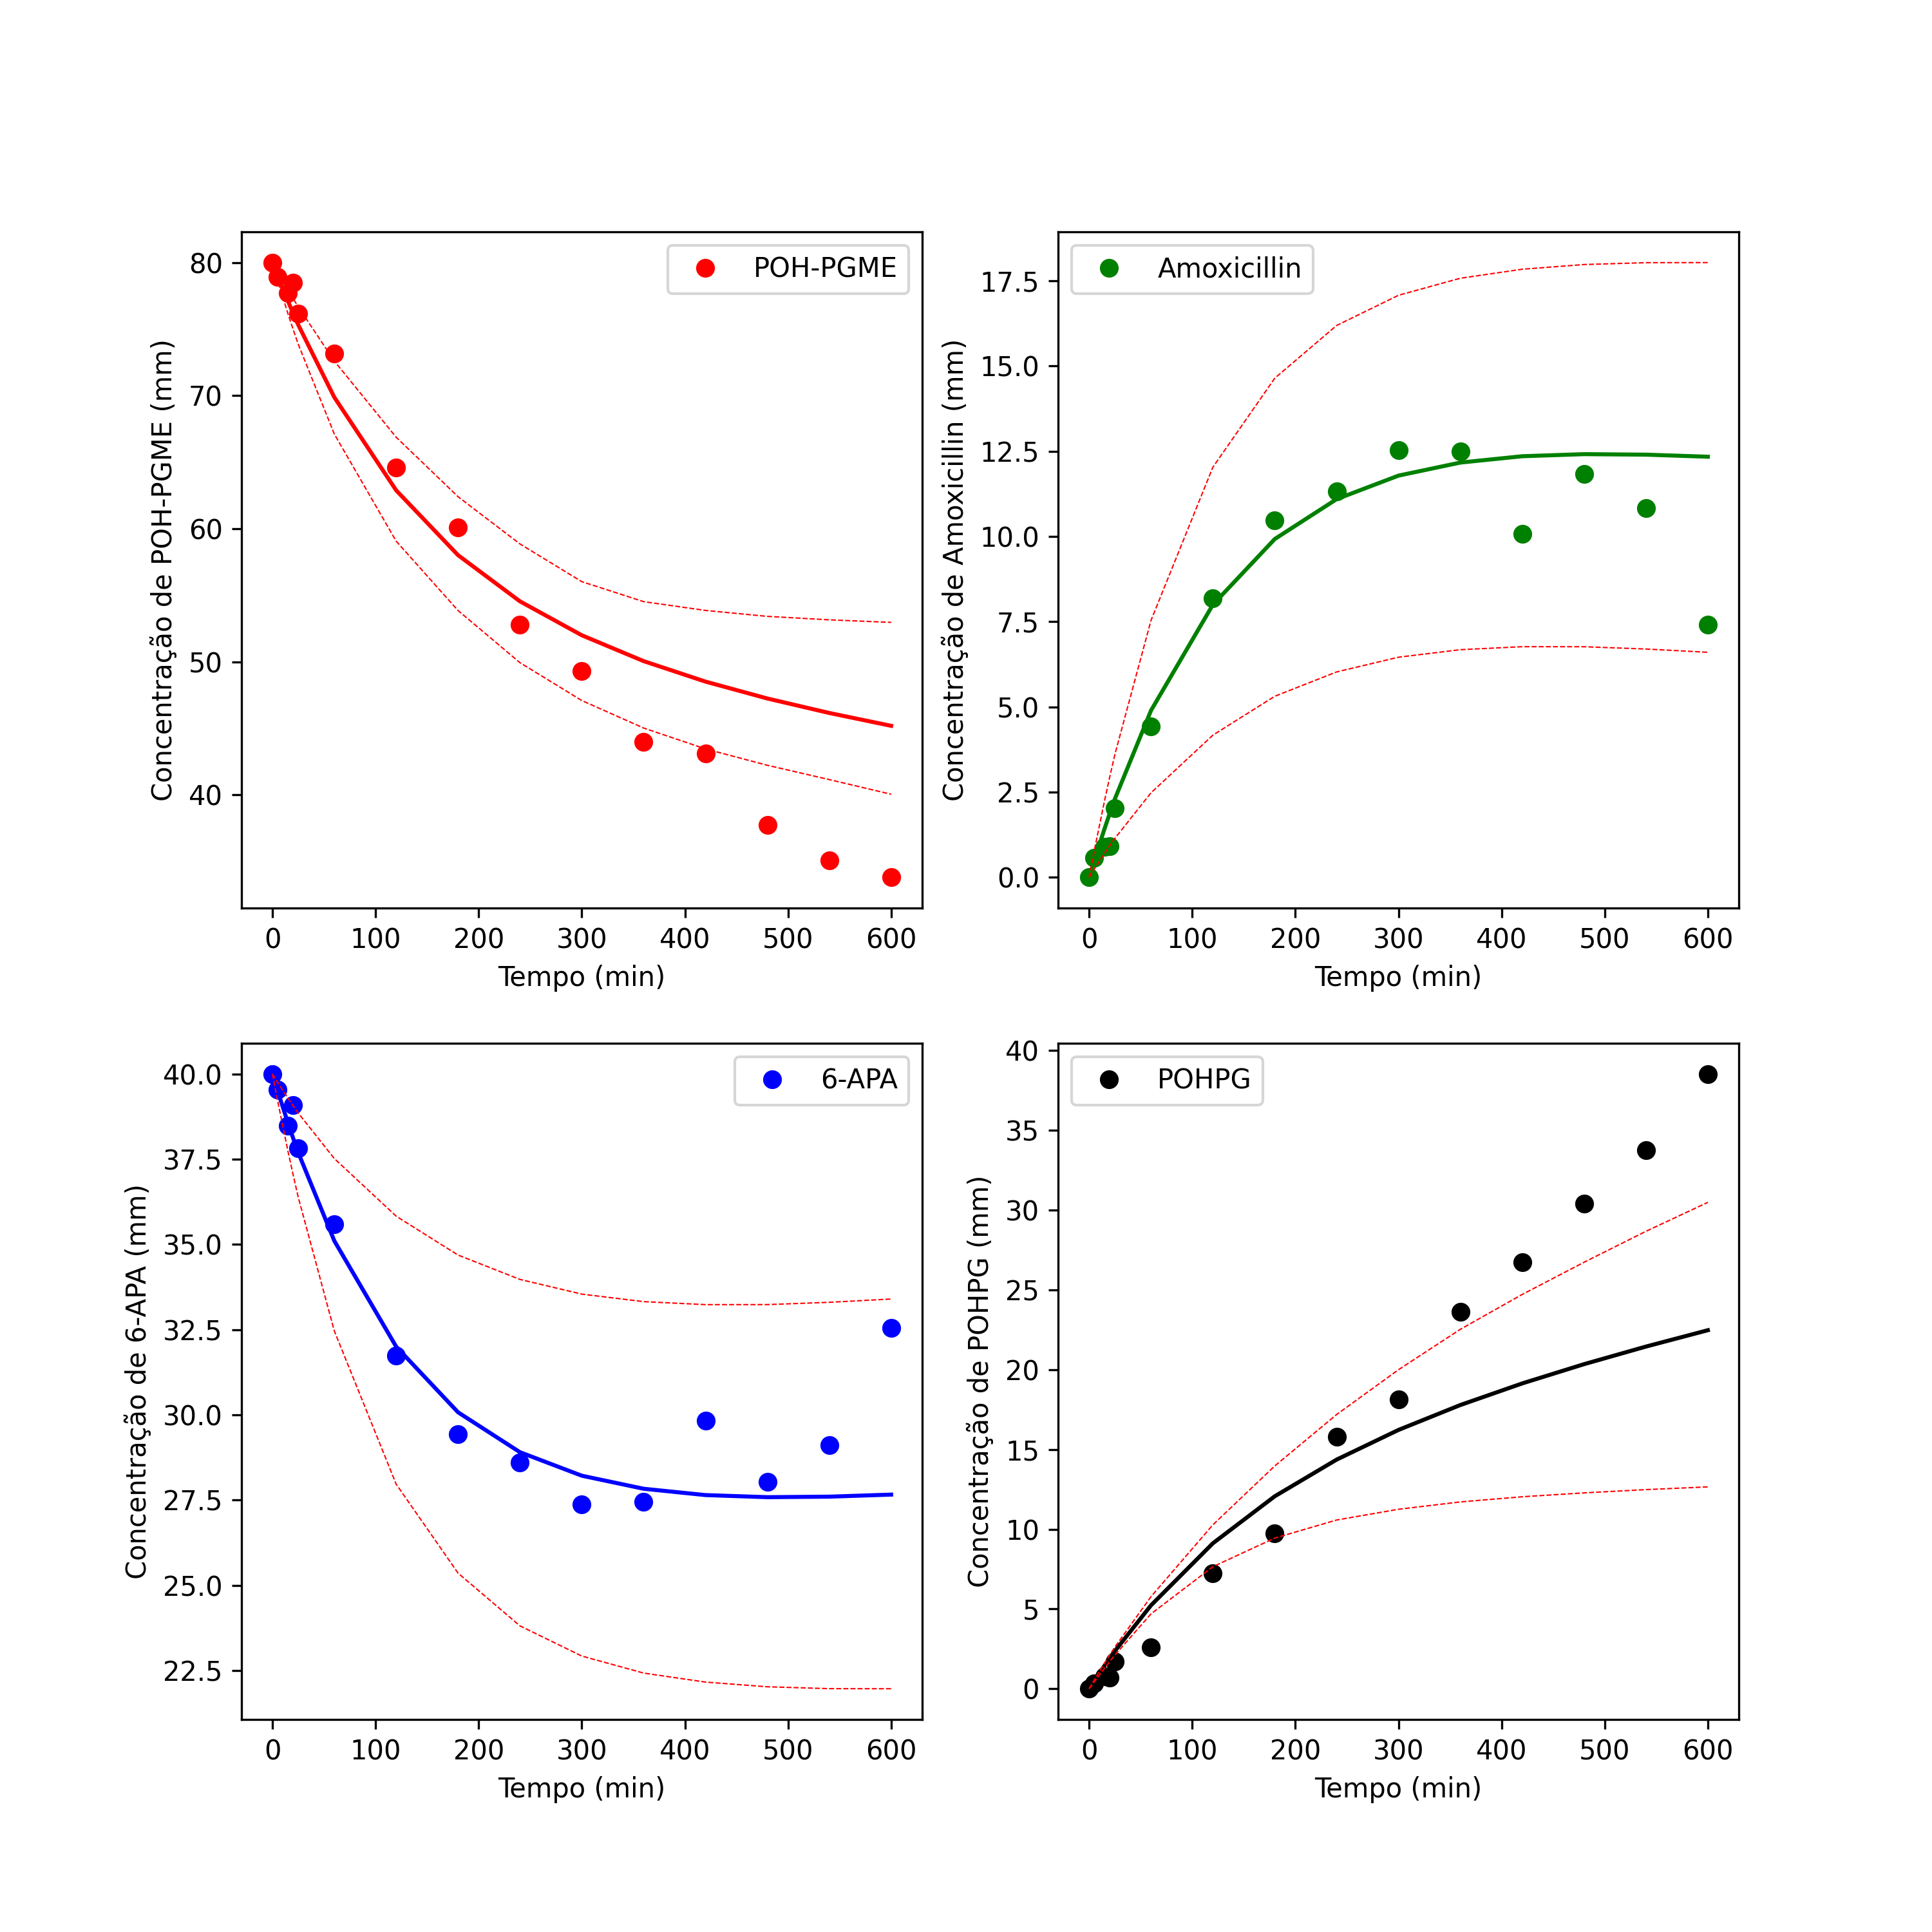 POH-PGME
80
70
60
50
40
Concentração de POH-PGME (mm)
0 100 200 300 400 500 600
Tempo (min)
Amoxicillin
17.5
15.0
12.5
10.0
7.5
5.0
2.5
0.0
Concentração de Amoxicillin (mm)
0 100 200 300 400 500 600
Tempo (min)
6-APA
40.0
37.5
35.0
32.5
30.0
27.5
25.0
22.5
Concentração de 6-APA (mm)
0 100 200 300 400 500 600
Tempo (min)
POHPG
40
35
30
25
20
15
10
5
0
Concentração de POHPG (mm)
0 100 200 300 400 500 600
Tempo (min)